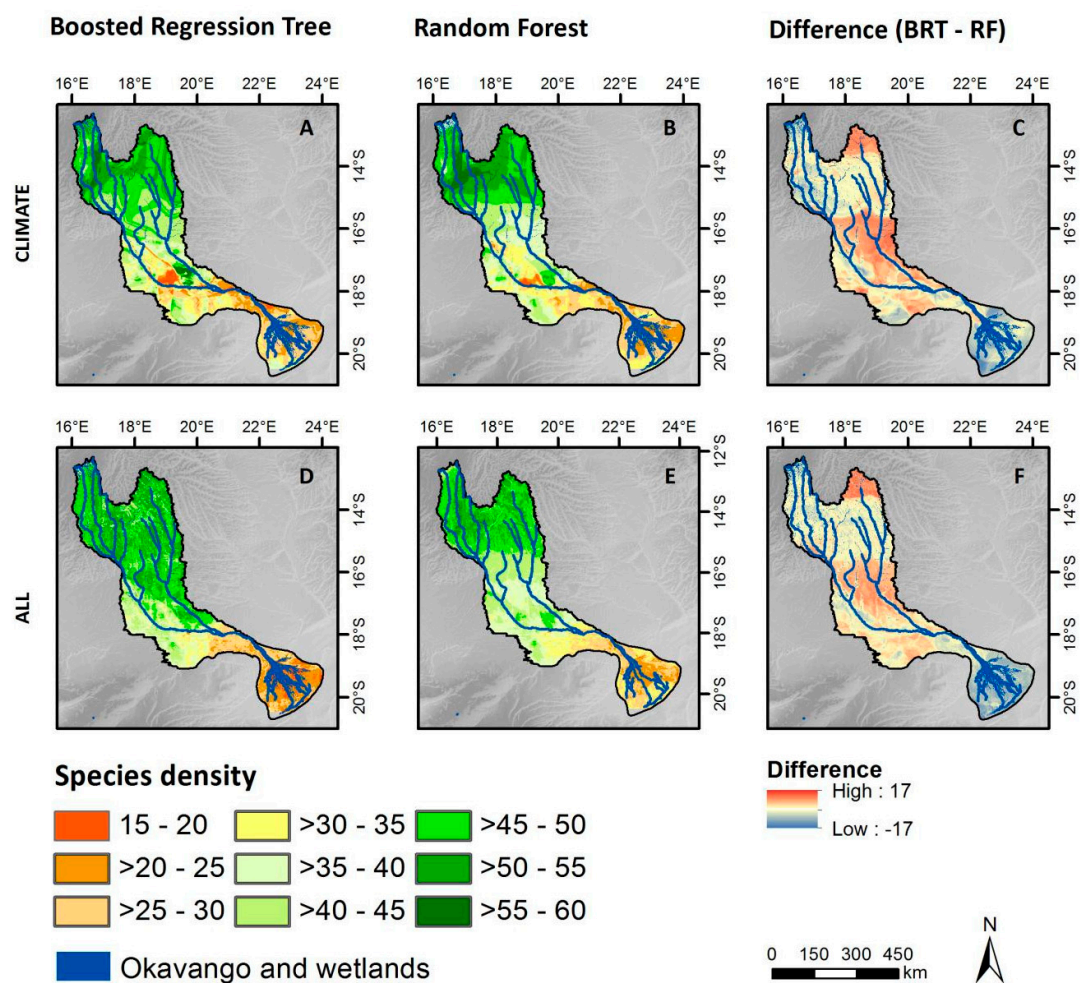 Boosted Regression Tree
Random Forest
Difference (BRT - RF)
16°E 18°E 20°E 22°E 24°E
16°E 18°E 20°E 22°E 24°E
16°E 18°E 20°E 22°E 24°E
CLIMATE
A
B
C
14°S
16°S
18°S
20°S
14°S
16°S
18°S
20°S
14°S
16°S
18°S
20°S
16°E 18°E 20°E 22°E 24°E
16°E 18°E 20°E 22°E 24°E
16°E 18°E 20°E 22°E 24°E
ALL
D
E
F
14°S
16°S
18°S
20°S
12°S
14°S
16°S
18°S
20°S
14°S
16°S
18°S
20°S
Species density
15 - 20
>30 - 35
>45 - 50
>20 - 25
>35 - 40
>50 - 55
>25 - 30
>40 - 45
>55 - 60
Okavango and wetlands
Difference
High : 17
Low : -17
0 150 300 450
km
N